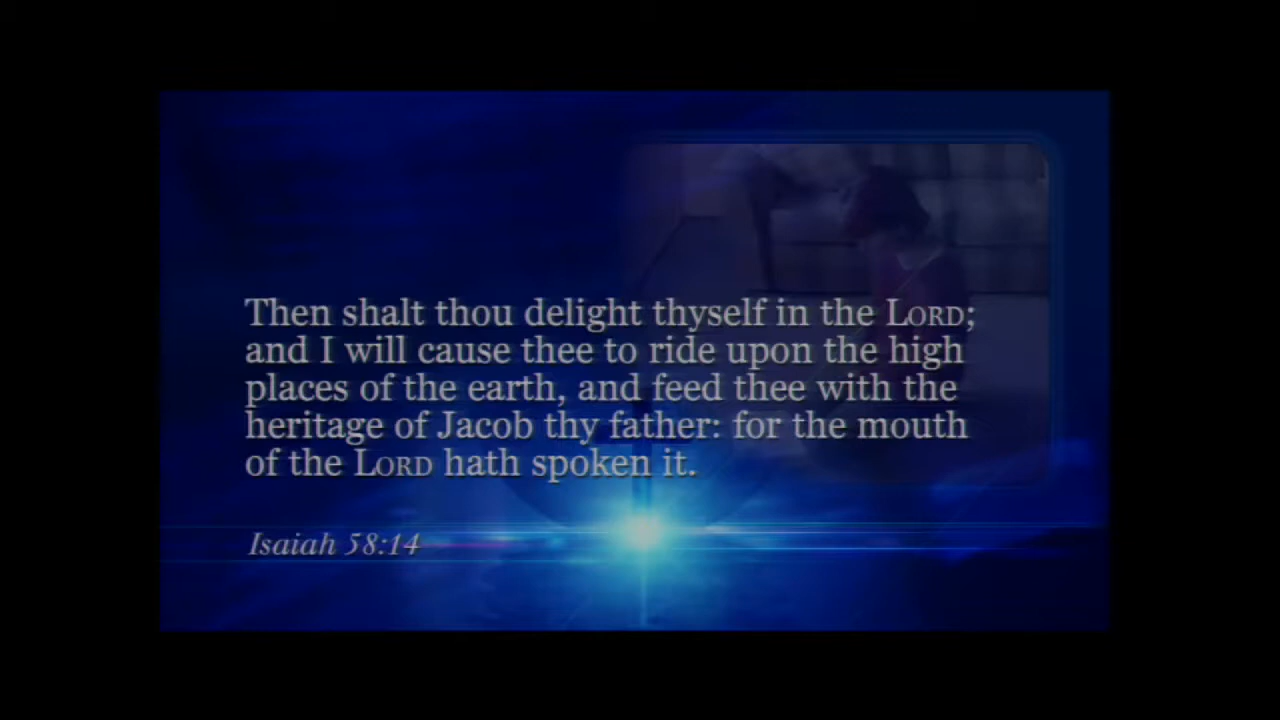 Then shalt thou delight thyself in the LORD;
and I will cause thee to ride upon the high
places of the earth, and feed thee with the
heritage of Jacob thy father: for the mouth
of the LORD hath spoken it.
Isaiah 58:14